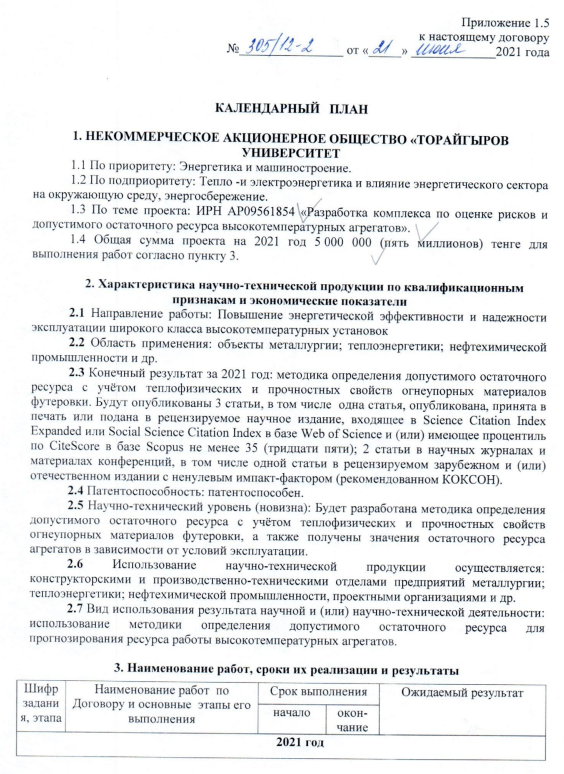 Приложение 1.5
к настоящему договору
№ 305/12-2 от «21» июня 2021 года
КАЛЕНДАРНЫЙ ПЛАН
1. НЕКОММЕРЧЕСКОЕ АКЦИОНЕРНОЕ ОБЩЕСТВО «ТОРАЙГЫРОВ
УНИВЕРСИТЕТ
1.1 По приоритету: Энергетика и машиностроение.
1.2 По подприоритету: Тепло -и электроэнергетика и влияние энергетического сектора
на окружающую среду, энергосбережение.
1.3 По теме проекта: ИРН АР09561854 «Разработка комплекса по оценке рисков и
допустимого остаточного ресурса высокотемпературных агрегатов».
1.4 Общая сумма проекта на 2021 год 5 000 000 (пять миллионов) тенге для
выполнения работ согласно пункту 3.
2. Характеристика научно-технической продукции по квалификационным
признакам и экономические показатели
2.1 Направление работы: Повышение энергетической эффективности и надежности
эксплуатации широкого класса высокотемпературных установок
2.2 Область применения: объекты металлургии; теплоэнергетики; нефтехимической
промышленности и др.
2.3 Конечный результат за 2021 год: методика определения допустимого остаточного
ресурса с учётом теплофизических и прочностных свойств огнеупорных материалов
футеровки. Будут опубликованы 3 статьи, в том числе одна статья, опубликована, принята в
печать или подана в рецензируемое научное издание, входящее в Science Citation Index
Expanded или Social Science Citation Index в базе Web of Science и (или) имеющее процентиль
по CiteScore в базе Scopus не менее 35 (тридцати пяти); 2 статьи в научных журналах и
материалах конференций, в том числе одной статьи в рецензируемом зарубежном и (или)
отечественном издании с ненулевым импакт-фактором (рекомендованном КОКСОН).
2.4 Патентоспособность: патентоспособен.
2.5 Научно-технический уровень (новизна): Будет разработана методика определения
допустимого остаточного ресурса с учётом теплофизических и прочностных свойств
огнеупорных материалов футеровки, а также получены значения остаточного ресурса
агрегатов в зависимости от условий эксплуатации.
2.6 Использование научно-технической продукции осуществляется:
конструкторскими и производственно-техническими отделами предприятий металлургии;
теплоэнергетики; нефтехимической промышленности, проектными организациями и др.
2.7 Вид использования результата научной и (или) научно-технической деятельности:
использование методики определения допустимого остаточного ресурса для
прогнозирования ресурса работы высокотемпературных агрегатов.
3. Наименование работ, сроки их реализации и результаты
Шифр
задани
я, этапа
Наименование работ по
Договору и основные этапы его
выполнения
Срок выполнения
начало
окон-
чание
Ожидаемый результат
2021 год